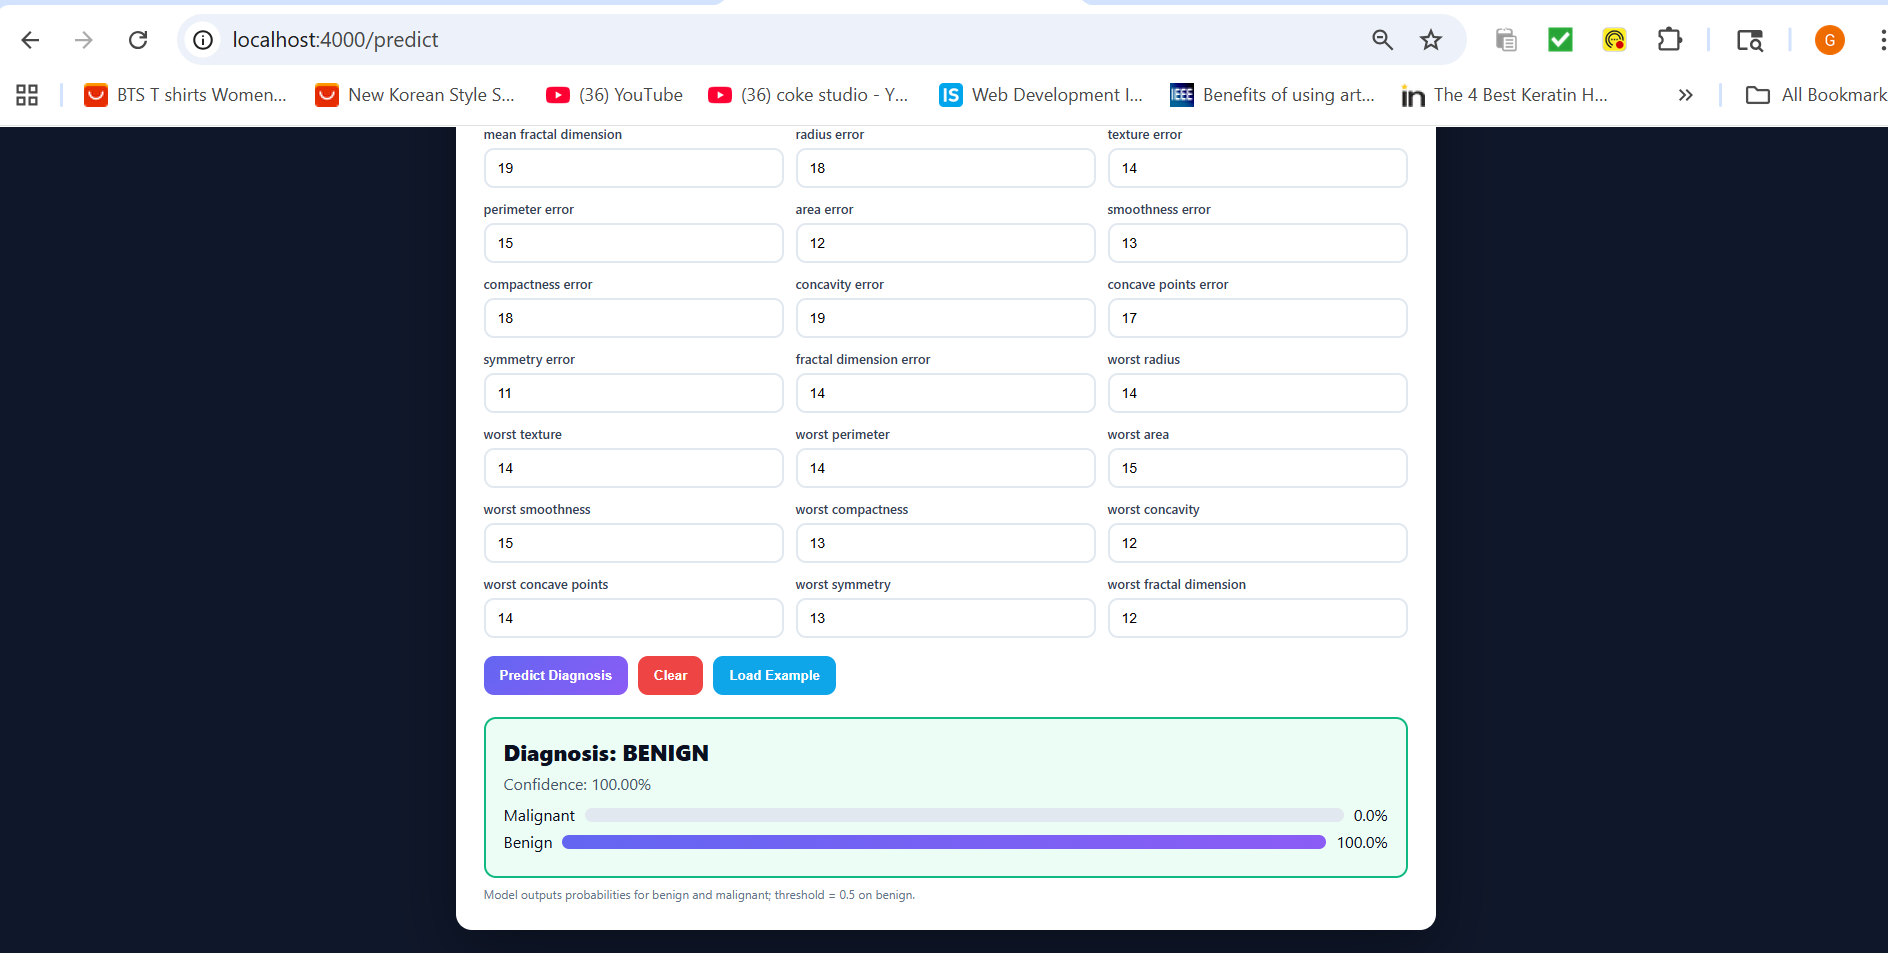 localhost:4000/predict
G
BTS T shirts Women...
New Korean Style S...
(36) YouTube
(36) coke studio - Y...
IS
Web Development I...
IEEE
Benefits of using art...
in
The 4 Best Keratin H...
»
All Bookmark
mean fractal dimension radius error texture error
19 18 14
perimeter error area error smoothness error
15 12 13
compactness error concavity error concave points error
18 19 17
symmetry error fractal dimension error worst radius
11 14 14
worst texture worst perimeter worst area
14 14 15
worst smoothness worst compactness worst concavity
15 13 12
worst concave points worst symmetry worst fractal dimension
14 13 12
Predict Diagnosis Clear Load Example
Diagnosis: BENIGN
Confidence: 100.00%
Malignant 0.0%
Benign 100.0%
Model outputs probabilities for benign and malignant; threshold = 0.5 on benign.